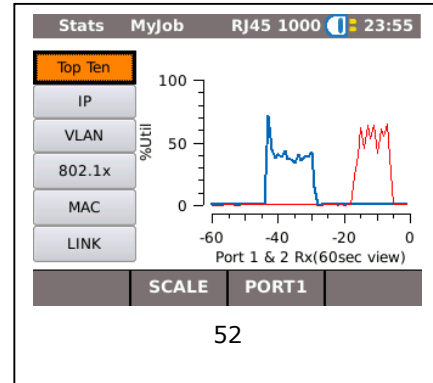 Stats MyJob RJ45 1000 23:55
Top Ten
IP
VLAN
802.1x
MAC
LINK
%Util
100
50
0
-60 -40 -20 0
Port 1 & 2 Rx(60sec view)
SCALE PORT1
52